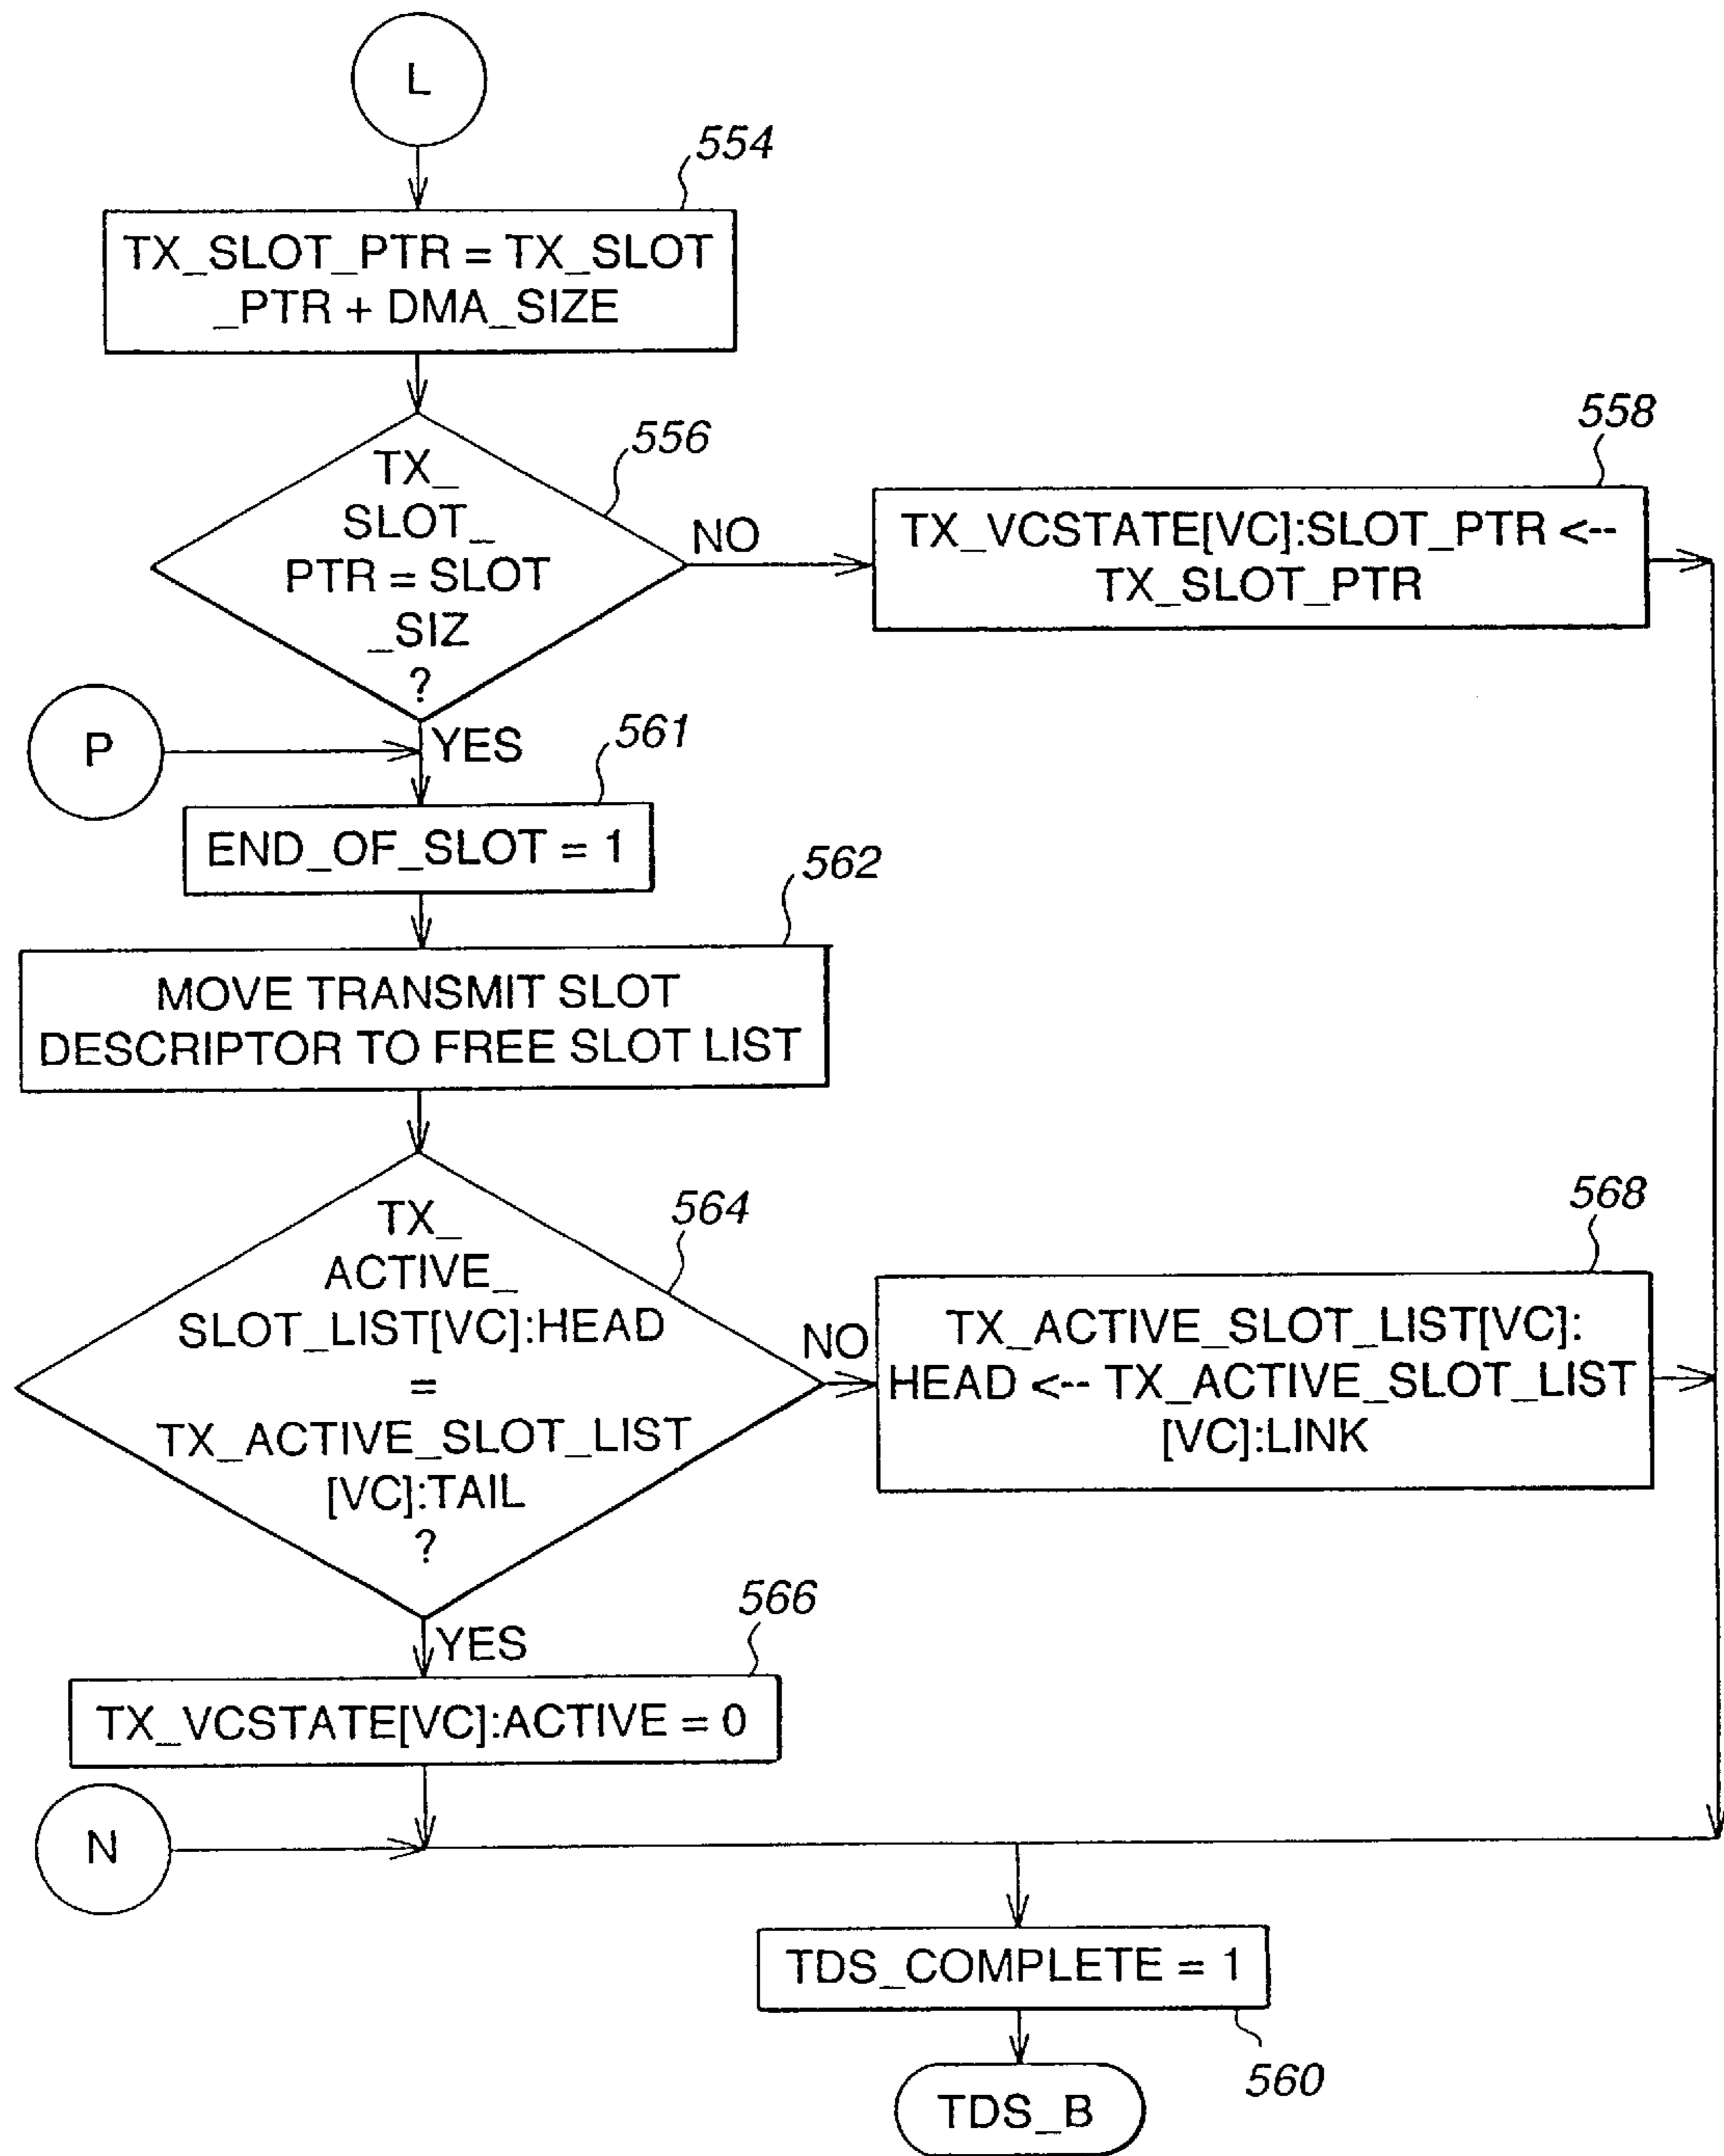 L
554
TX_SLOT_PTR = TX_SLOT
_PTR + DMA_SIZE
556
TX_
SLOT_
PTR = SLOT
_SIZ
?
NO
558
TX_VCSTATE[VC]:SLOT_PTR <--
TX_SLOT_PTR
P
YES
561
END_OF_SLOT = 1
562
MOVE TRANSMIT SLOT
DESCRIPTOR TO FREE SLOT LIST
564
TX_
ACTIVE_
SLOT_LIST[VC]:HEAD
=
TX_ACTIVE_SLOT_LIST
[VC]:TAIL
?
NO
568
TX_ACTIVE_SLOT_LIST[VC]:
HEAD <-- TX_ACTIVE_SLOT_LIST
[VC]:LINK
YES
566
TX_VCSTATE[VC]:ACTIVE = 0
N
TDS_COMPLETE = 1
560
TDS_B